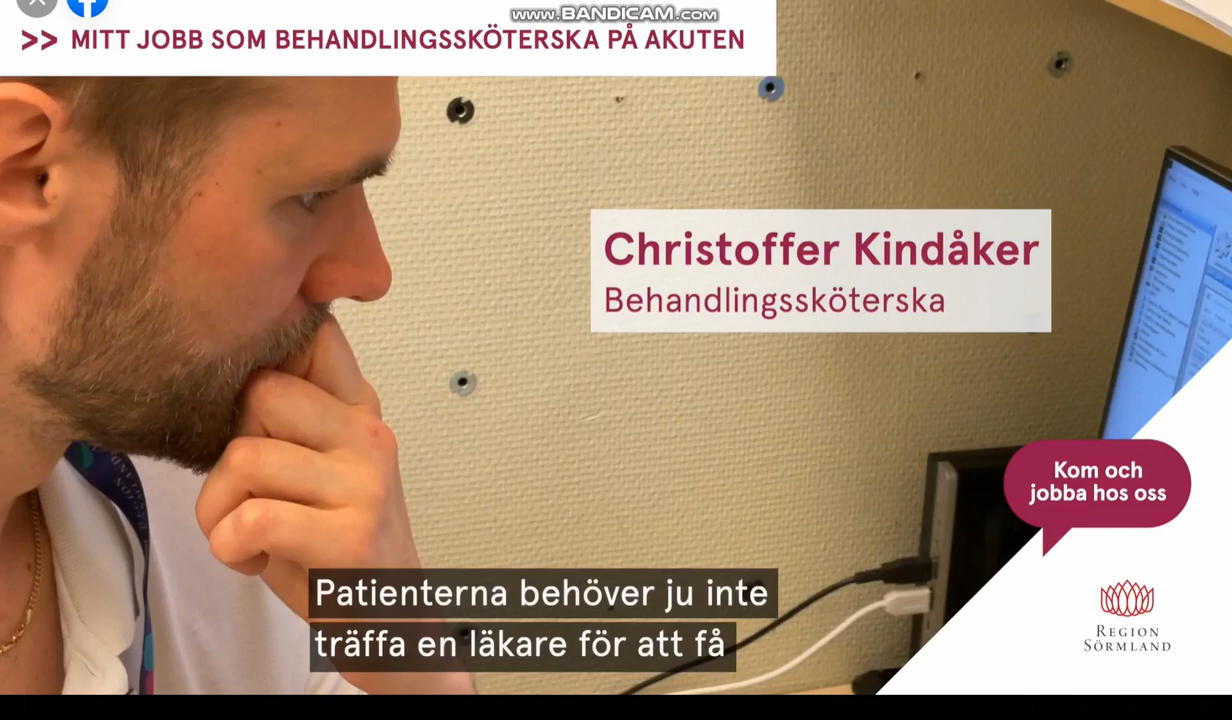 www.BANDICAM.com
>> MITT JOBB SOM BEHANDLINGSSKÖTERSKA PÅ AKUTEN
Christoffer Kindåker
Behandlingssköterska
Kom och
jobba hos oss
Patienterna behöver ju inte
träffa en läkare för att få
REGION
SÖRMLAND